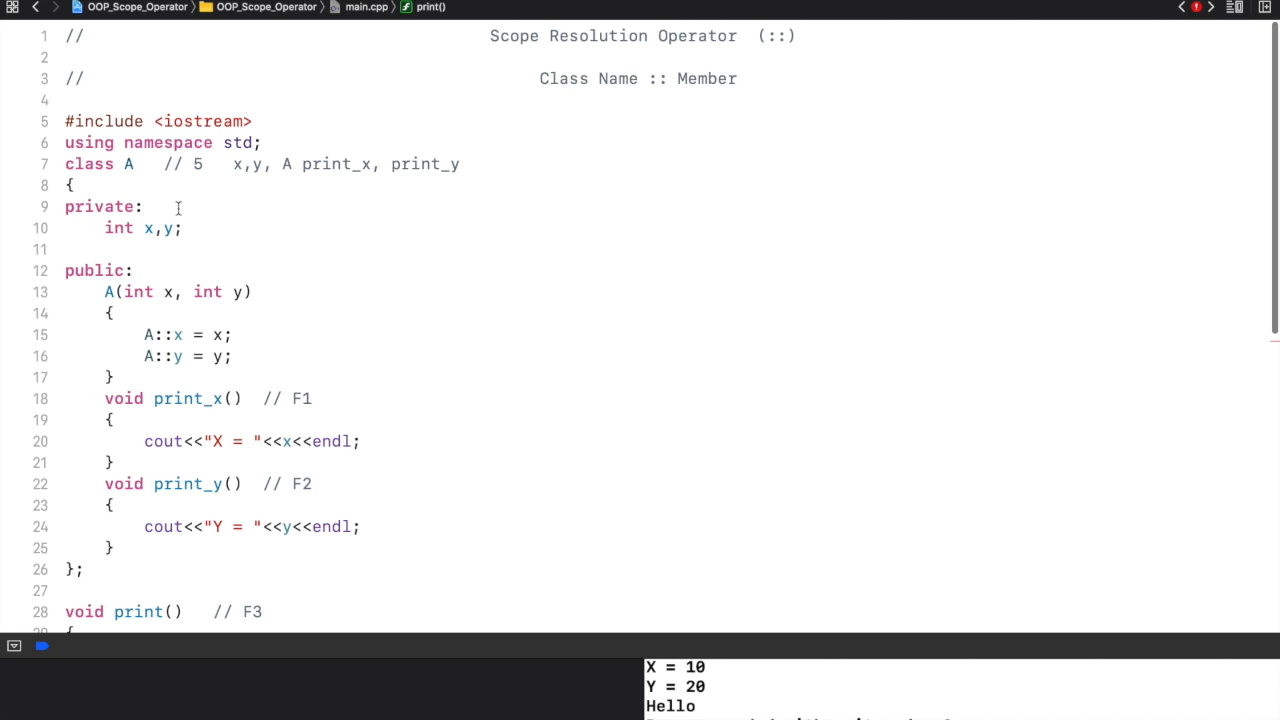 OOP_Scope_Operator OOP_Scope_Operator main.cpp print()
1 // Scope Resolution Operator (::)
2
3 // Class Name :: Member
4
5 #include <iostream>
6 using namespace std;
7 class A // 5 x,y, A print_x, print_y
8 {
9 private:
10 int x,y;
11
12 public:
13 A(int x, int y)
14 {
15 A::x = x;
16 A::y = y;
17 }
18 void print_x() // F1
19 {
20 cout<<"X = "<<x<<endl;
21 }
22 void print_y() // F2
23 {
24 cout<<"Y = "<<y<<endl;
25 }
26 };
27
28 void print() // F3
29 {
X = 10
Y = 20
Hello